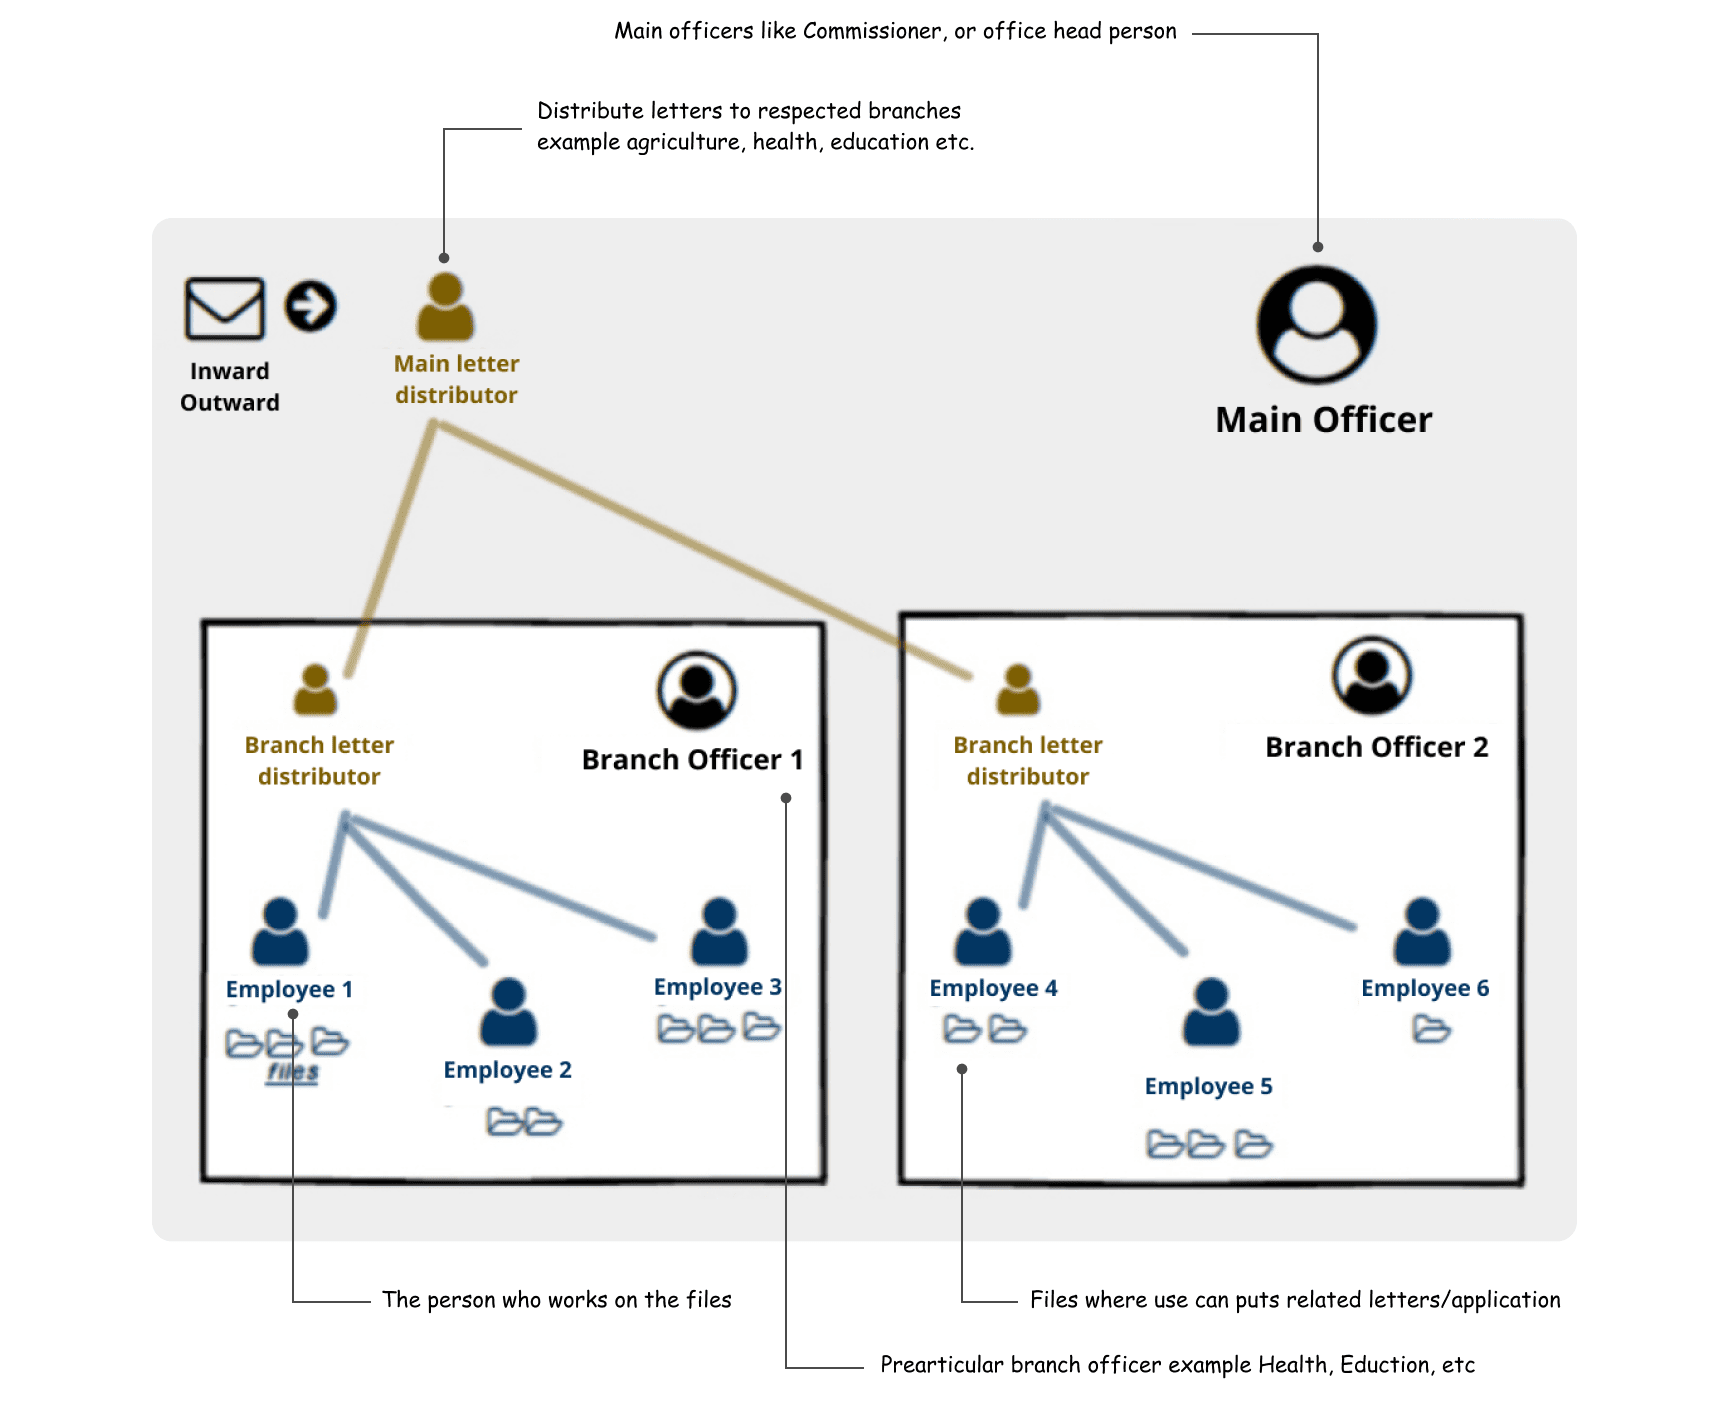 Main officers like Commissioner, or office head person
Distribute letters to respected branches
example agriculture, health, education etc.
Inward
Outward
Main letter
distributor
Main Officer
Branch letter
distributor
Branch Officer 1
Branch letter
distributor
Branch Officer 2
Employee 1
files
Employee 2
Employee 3
Employee 4
Employee 5
Employee 6
The person who works on the files
Files where use can puts related letters/application
Prearticular branch officer example Health, Eduction, etc